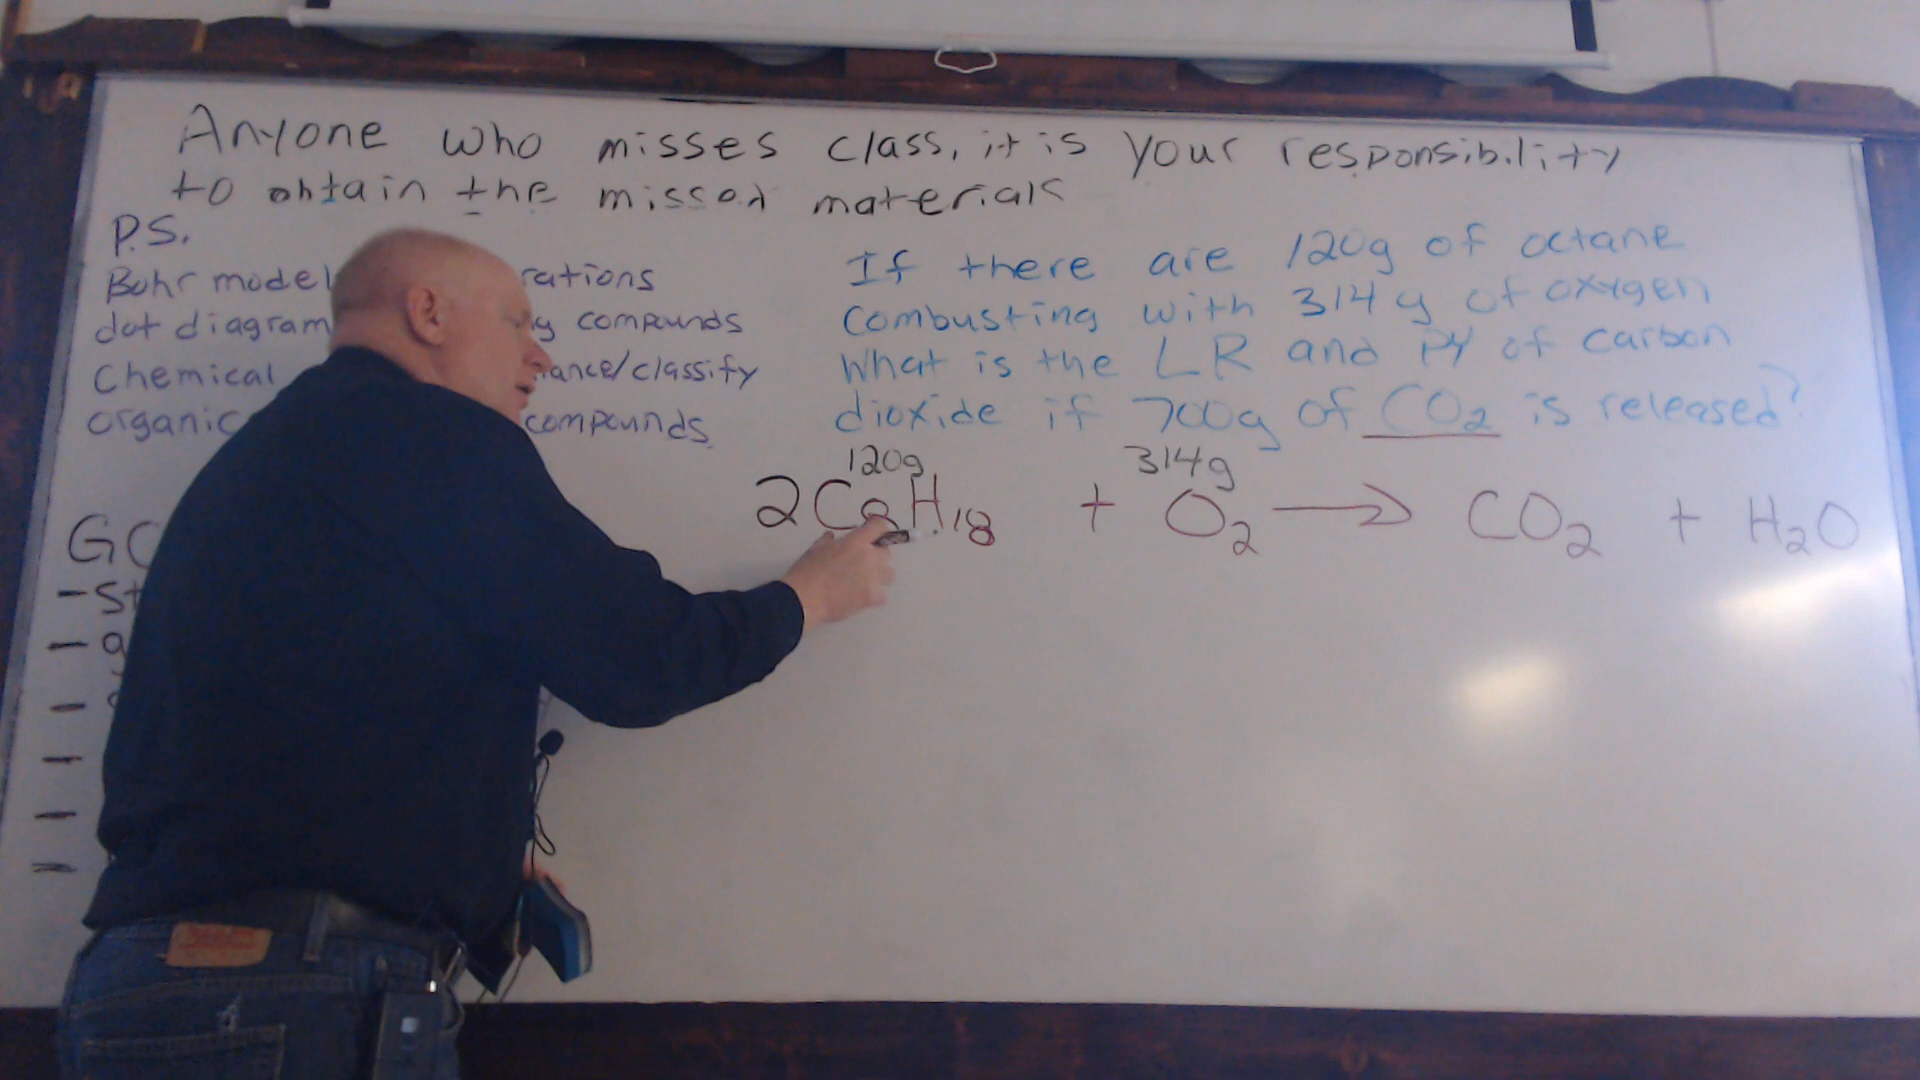 Anyone who misses class, it is your responsibility
to obtain the missed materials
P.S.
Bohr model rations
dot diagram y compounds
Chemical ance/classify
organic compounds
If there are 120g of octane
combusting with 314g of oxygen
What is the LR and PY of carbon
dioxide if 700g of CO2 is released?
120g 314g
2C8H18 + O2 → CO2 + H2O
GC
- St
- g
-
-
-
-